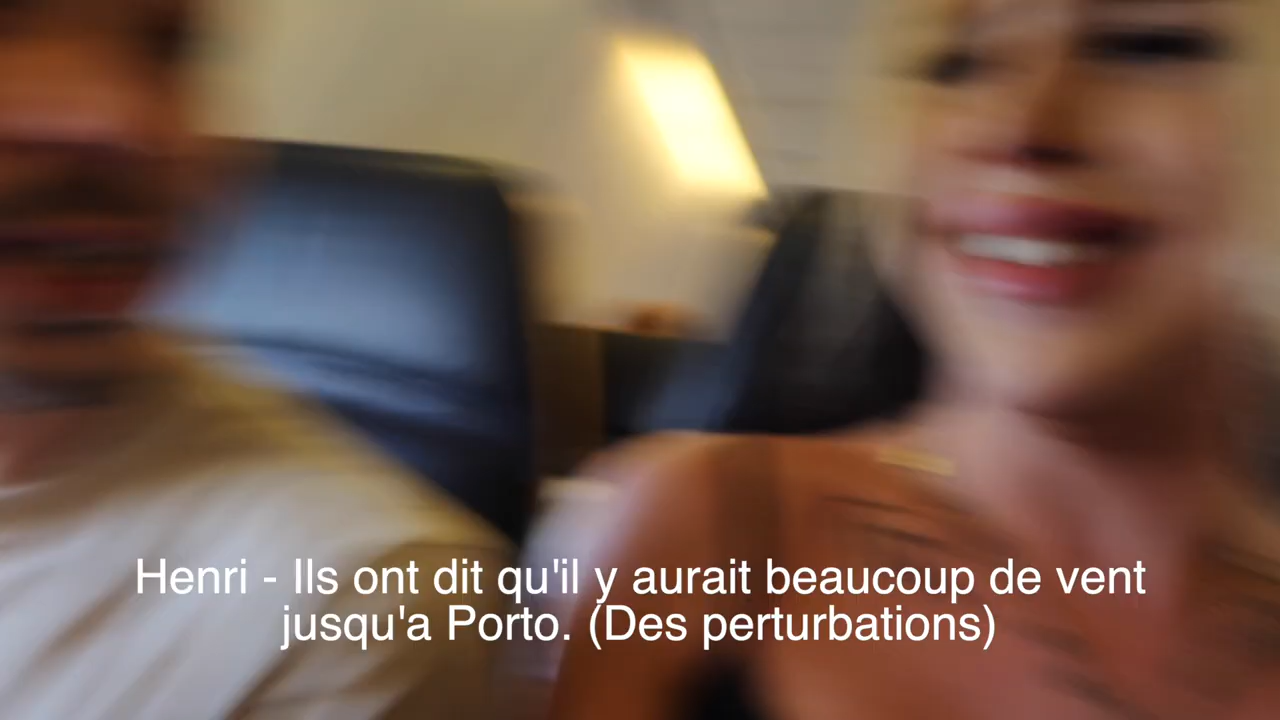 Henri - Ils ont dit qu'il y aurait beaucoup de vent
jusqu'a Porto. (Des perturbations)